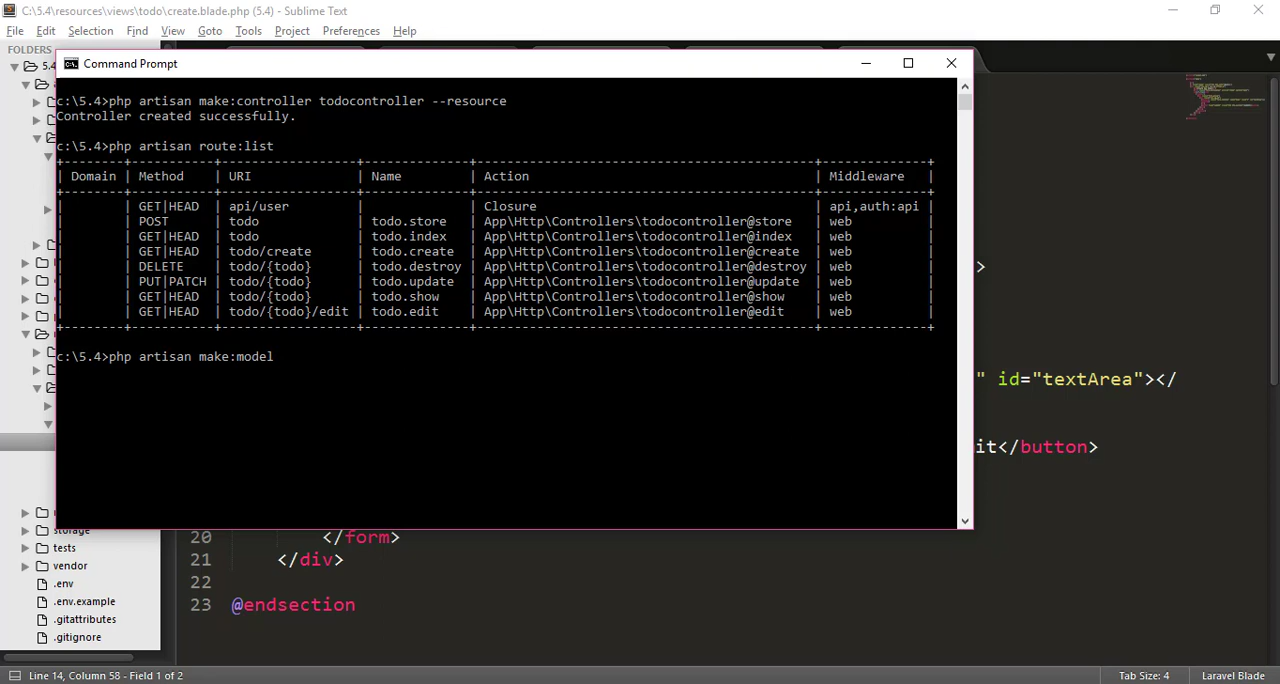 C:\5.4\resources\views\todo\create.blade.php (5.4) - Sublime Text
File Edit Selection Find View Goto Tools Project Preferences Help
FOLDERS
5.4
Command Prompt
c:\5.4>php artisan make:controller todocontroller --resource
Controller created successfully.
c:\5.4>php artisan route:list
+--------+-----------+------------------+-------------+---------------------------------------------+--------------+
| Domain | Method | URI | Name | Action | Middleware |
+--------+-----------+------------------+-------------+---------------------------------------------+--------------+
| | GET|HEAD | api/user | | Closure | api,auth:api |
| | POST | todo | todo.store | App\Http\Controllers\todocontroller@store | web |
| | GET|HEAD | todo | todo.index | App\Http\Controllers\todocontroller@index | web |
| | GET|HEAD | todo/create | todo.create | App\Http\Controllers\todocontroller@create | web |
| | DELETE | todo/{todo} | todo.destroy | App\Http\Controllers\todocontroller@destroy | web |
| | PUT|PATCH | todo/{todo} | todo.update | App\Http\Controllers\todocontroller@update | web |
| | GET|HEAD | todo/{todo} | todo.show | App\Http\Controllers\todocontroller@show | web |
| | GET|HEAD | todo/{todo}/edit | todo.edit | App\Http\Controllers\todocontroller@edit | web |
+--------+-----------+------------------+-------------+---------------------------------------------+--------------+
c:\5.4>php artisan make:model
>
" id="textArea"></
it</button>
storage
tests
vendor
.env
.env.example
.gitattributes
.gitignore
20 </form>
21 </div>
22
23 @endsection
Line 14, Column 58 - Field 1 of 2
Tab Size: 4
Laravel Blade